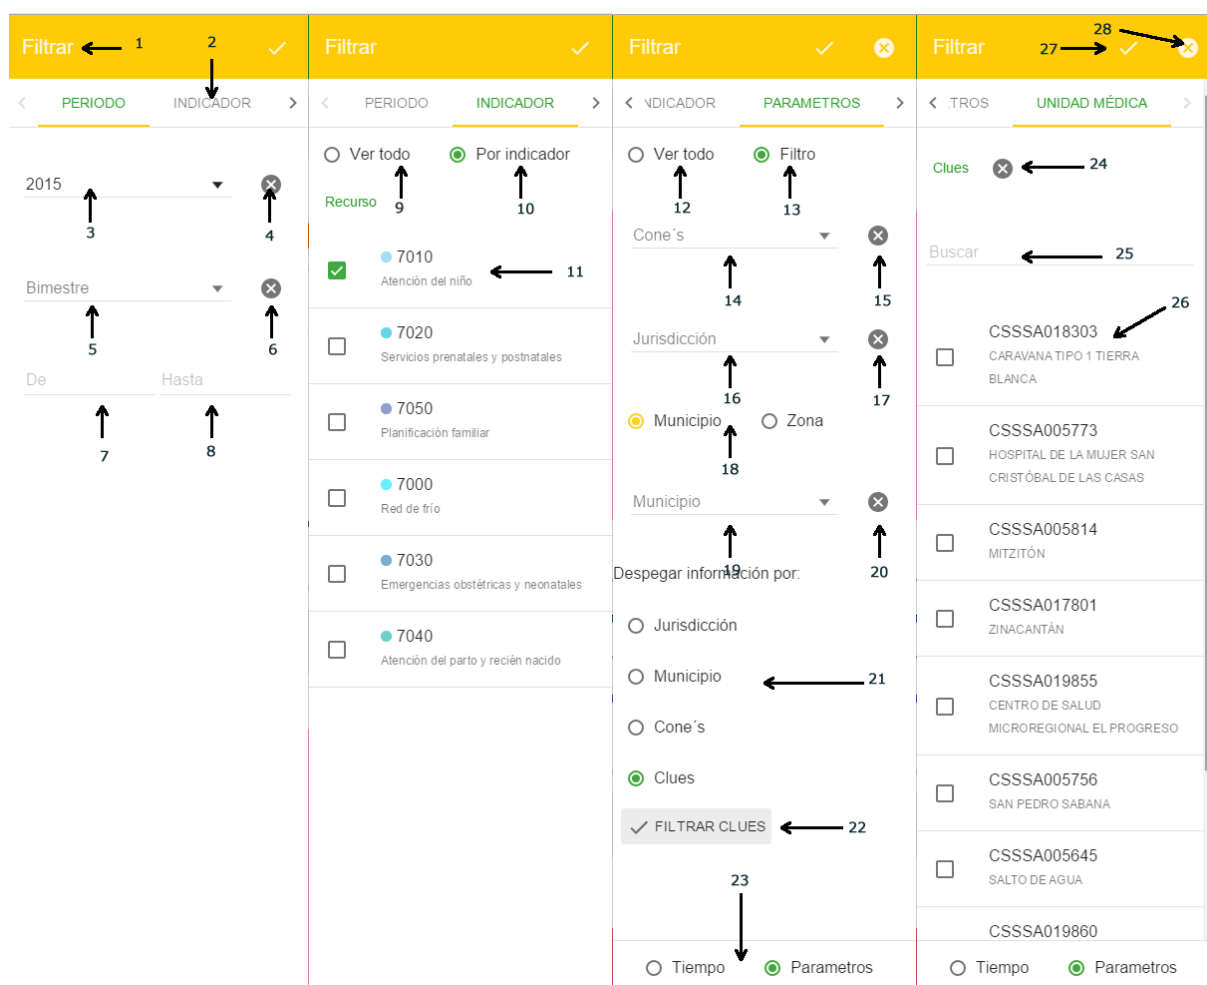 Filtrar
1
2
PERIODO
INDICADOR
2015
3
4
Bimestre
5
6
De
Hasta
7
8
Filtrar
PERIODO
INDICADOR
Ver todo
Por indicador
9
10
Recurso
7010
Atención del niño
11
7020
Servicios prenatales y postnatales
7050
Planificación familiar
7000
Red de frío
7030
Emergencias obstétricas y neonatales
7040
Atención del parto y recién nacido
Filtrar
NDICADOR
PARAMETROS
Ver todo
Filtro
12
13
Cone´s
14
15
Jurisdicción
16
17
Municipio
Zona
18
Municipio
19
20
Despegar información por:
Jurisdicción
Municipio
21
Cone´s
Clues
FILTRAR CLUES
22
23
Tiempo
Parametros
Filtrar
27
28
TROS
UNIDAD MÉDICA
Clues
24
Buscar
25
26
CSSSA018303
CARAVANA TIPO 1 TIERRA
BLANCA
CSSSA005773
HOSPITAL DE LA MUJER SAN
CRISTÓBAL DE LAS CASAS
CSSSA005814
MITZITÓN
CSSSA017801
ZINACANTÁN
CSSSA019855
CENTRO DE SALUD
MICROREGIONAL EL PROGRESO
CSSSA005756
SAN PEDRO SABANA
CSSSA005645
SALTO DE AGUA
CSSSA019860
Tiempo
Parametros